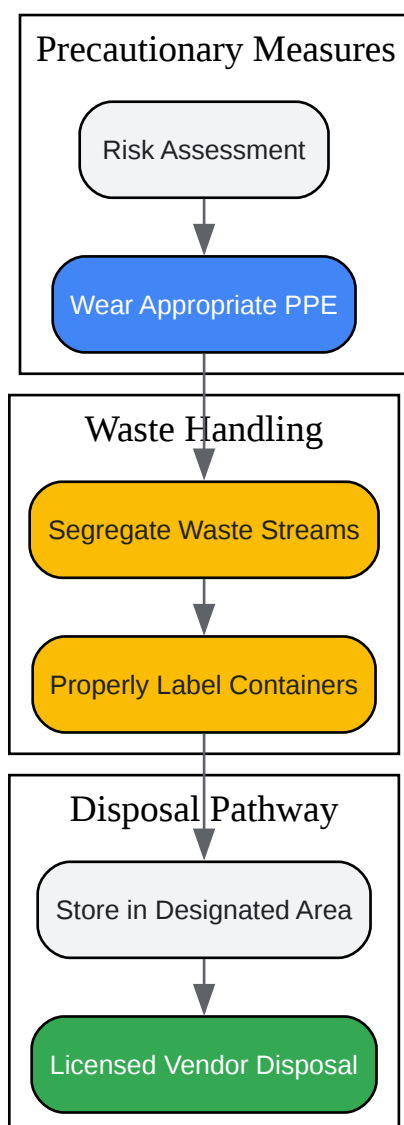 Precautionary Measures
Risk Assessment
Wear Appropriate PPE
Waste Handling
Segregate Waste Streams
Properly Label Containers
Disposal Pathway
Store in Designated Area
Licensed Vendor Disposal